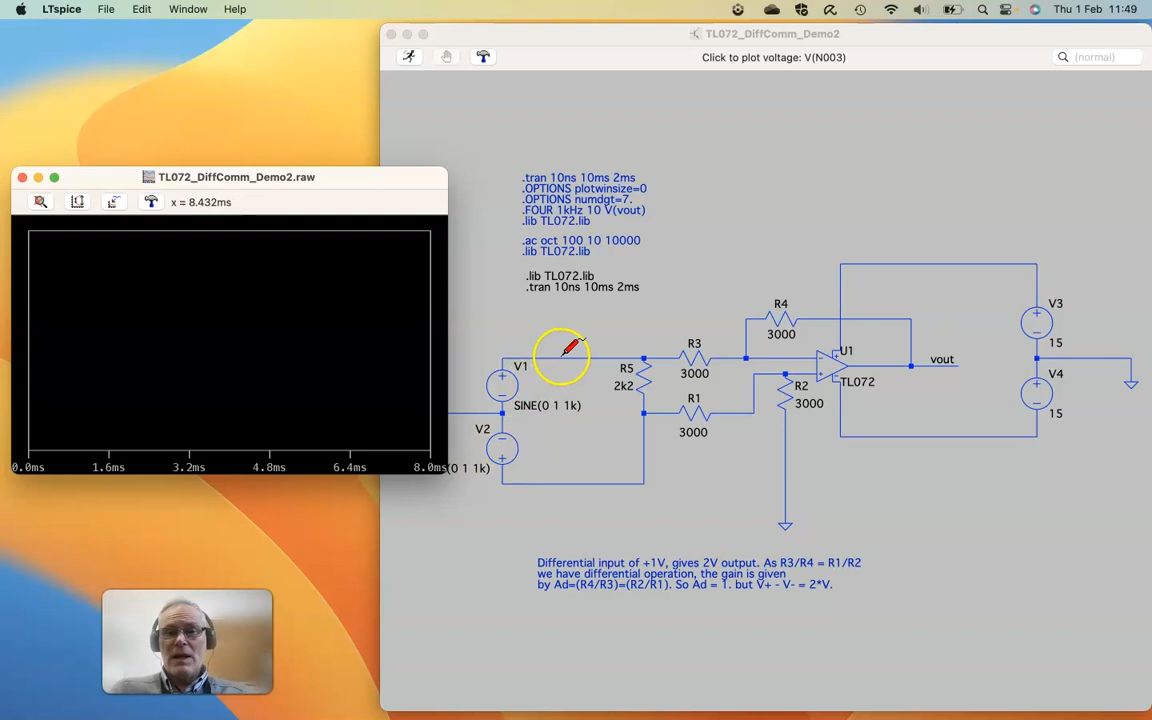 LTspice File Edit Window Help Thu 1 Feb 11:49
TL072_DiffComm_Demo2
Click to plot voltage: V(N003)
(normal)
TL072_DiffComm_Demo2.raw
x = 8.432ms
0.0ms 1.6ms 3.2ms 4.8ms 6.4ms 8.0ms
.tran 10ns 10ms 2ms
.OPTIONS plotwinsize=0
.OPTIONS numdgt=7.
.FOUR 1kHz 10 V(vout)
.lib TL072.lib
.ac oct 100 10 10000
.lib TL072.lib
.lib TL072.lib
.tran 10ns 10ms 2ms
V1
SINE(0 1 1k)
V2
(0 1 1k)
R5
2k2
R3
3000
R1
3000
R4
3000
R2
3000
U1
TL072
vout
V3
15
V4
15
Differential input of +1V, gives 2V output. As R3/R4 = R1/R2
we have differential operation, the gain is given
by Ad=(R4/R3)=(R2/R1). So Ad = 1. but V+ - V- = 2*V.